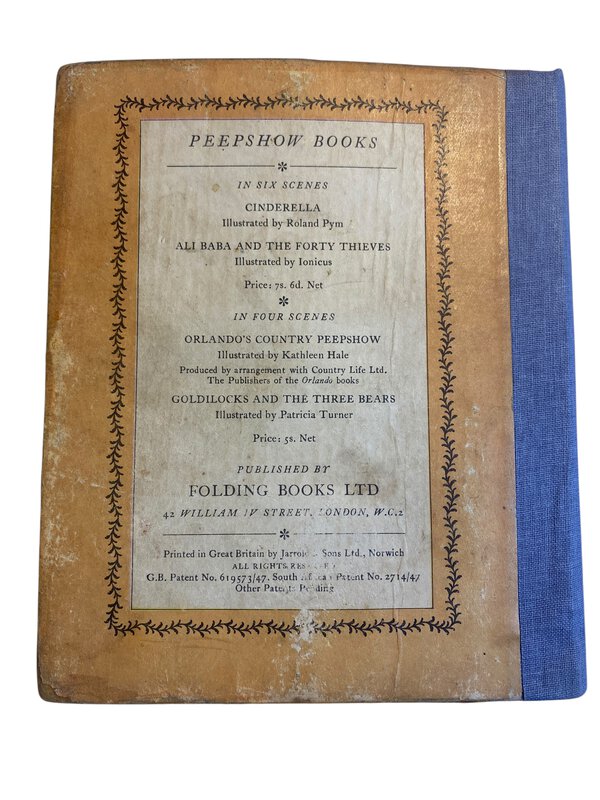 PEEPSHOW BOOKS
IN SIX SCENES
CINDERELLA
Illustrated by Roland Pym
ALI BABA AND THE FORTY THIEVES
Illustrated by Ionicus
Price: 7s. 6d. Net
IN FOUR SCENES
ORLANDO'S COUNTRY PEEPSHOW
Illustrated by Kathleen Hale
Produced by arrangement with Country Life Ltd.
The Publishers of the Orlando books
GOLDILOCKS AND THE THREE BEARS
Illustrated by Patricia Turner
Price: 5s. Net
PUBLISHED BY
FOLDING BOOKS LTD
42 WILLIAM IV STREET, LONDON, W.C.2
Printed in Great Britain by Sons Ltd., Norwich
ALL RIGHTS
G.B. Patent No. 619573/47. South Patent No. 2714/47
Other Patents Pending